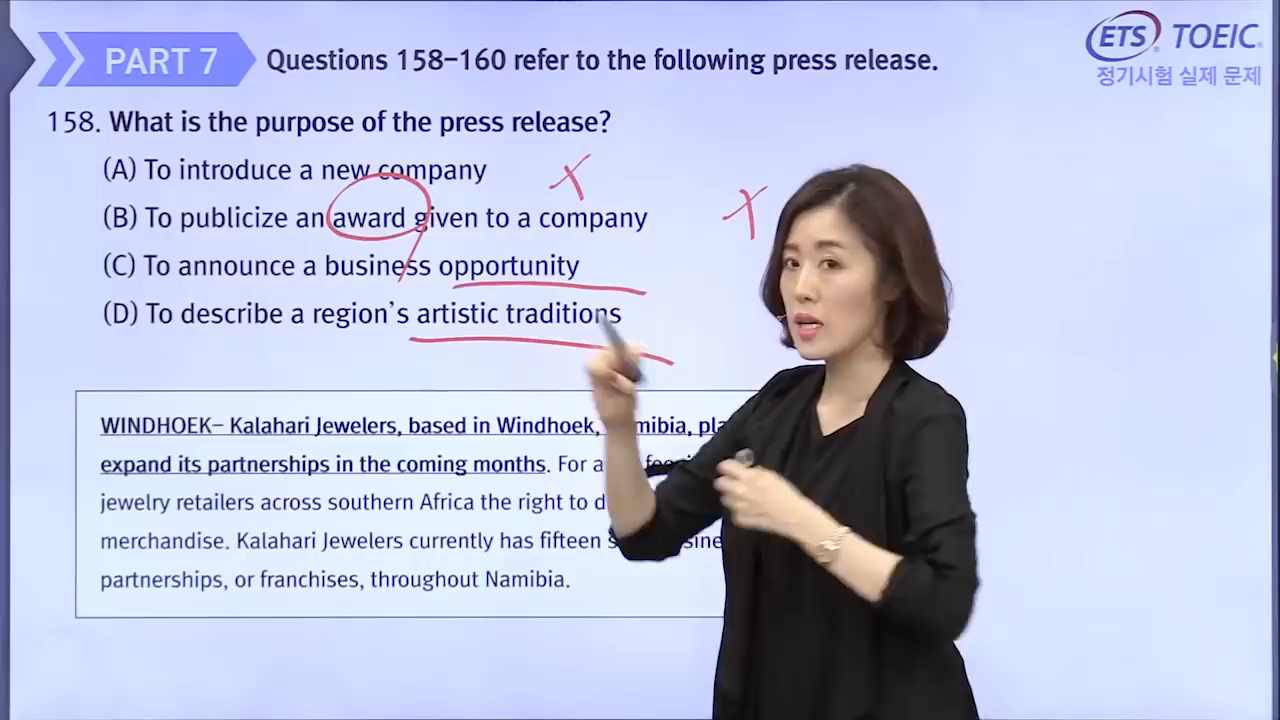 PART 7
Questions 158–160 refer to the following press release.
ETS TOEIC
정기시험 실제 문제
158. What is the purpose of the press release?
(A) To introduce a new company
(B) To publicize an award given to a company
(C) To announce a business opportunity
(D) To describe a region's artistic traditions
WINDHOEK– Kalahari Jewelers, based in Windhoek,
expand its partnerships in the coming months. For a
jewelry retailers across southern Africa the right to
merchandise. Kalahari Jewelers currently has fifteen
partnerships, or franchises, throughout Namibia.